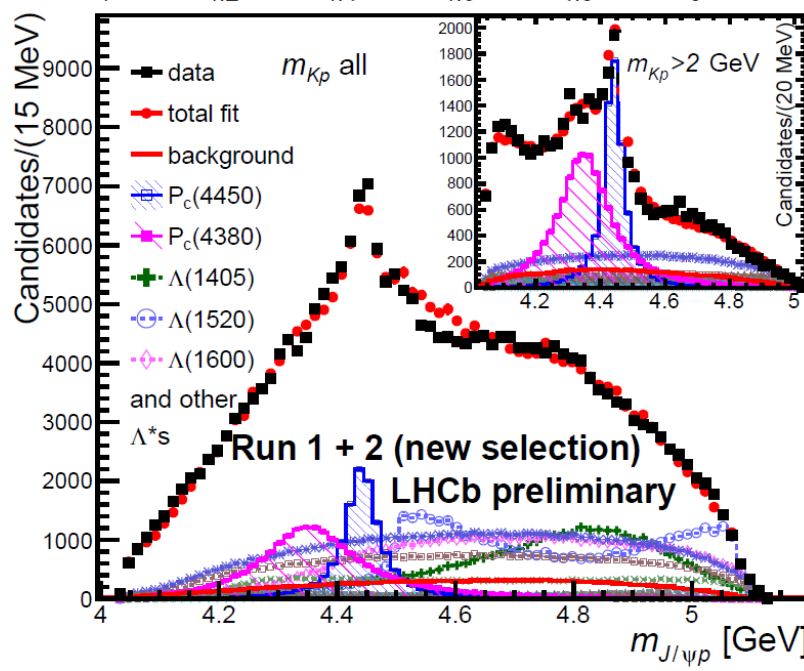 Candidates/(15 MeV)
9000
8000
7000
6000
5000
4000
3000
2000
1000
0
m_Kp all
data
total fit
background
P_c(4450)
P_c(4380)
Λ(1405)
Λ(1520)
Λ(1600)
and other
Λ*s
Run 1 + 2 (new selection)
LHCb preliminary
4 4.2 4.4 4.6 4.8 5
m_J/ψp [GeV]
2000
1800
1600
1400
1200
1000
800
600
400
200
0
m_Kp>2 GeV
Candidates/(20 MeV)
4.2 4.4 4.6 4.8 5